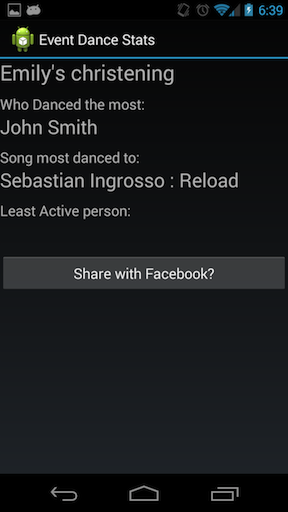 6:39
Event Dance Stats
Emily's christening
Who Danced the most:
John Smith
Song most danced to:
Sebastian Ingrosso : Reload
Least Active person:
Share with Facebook?